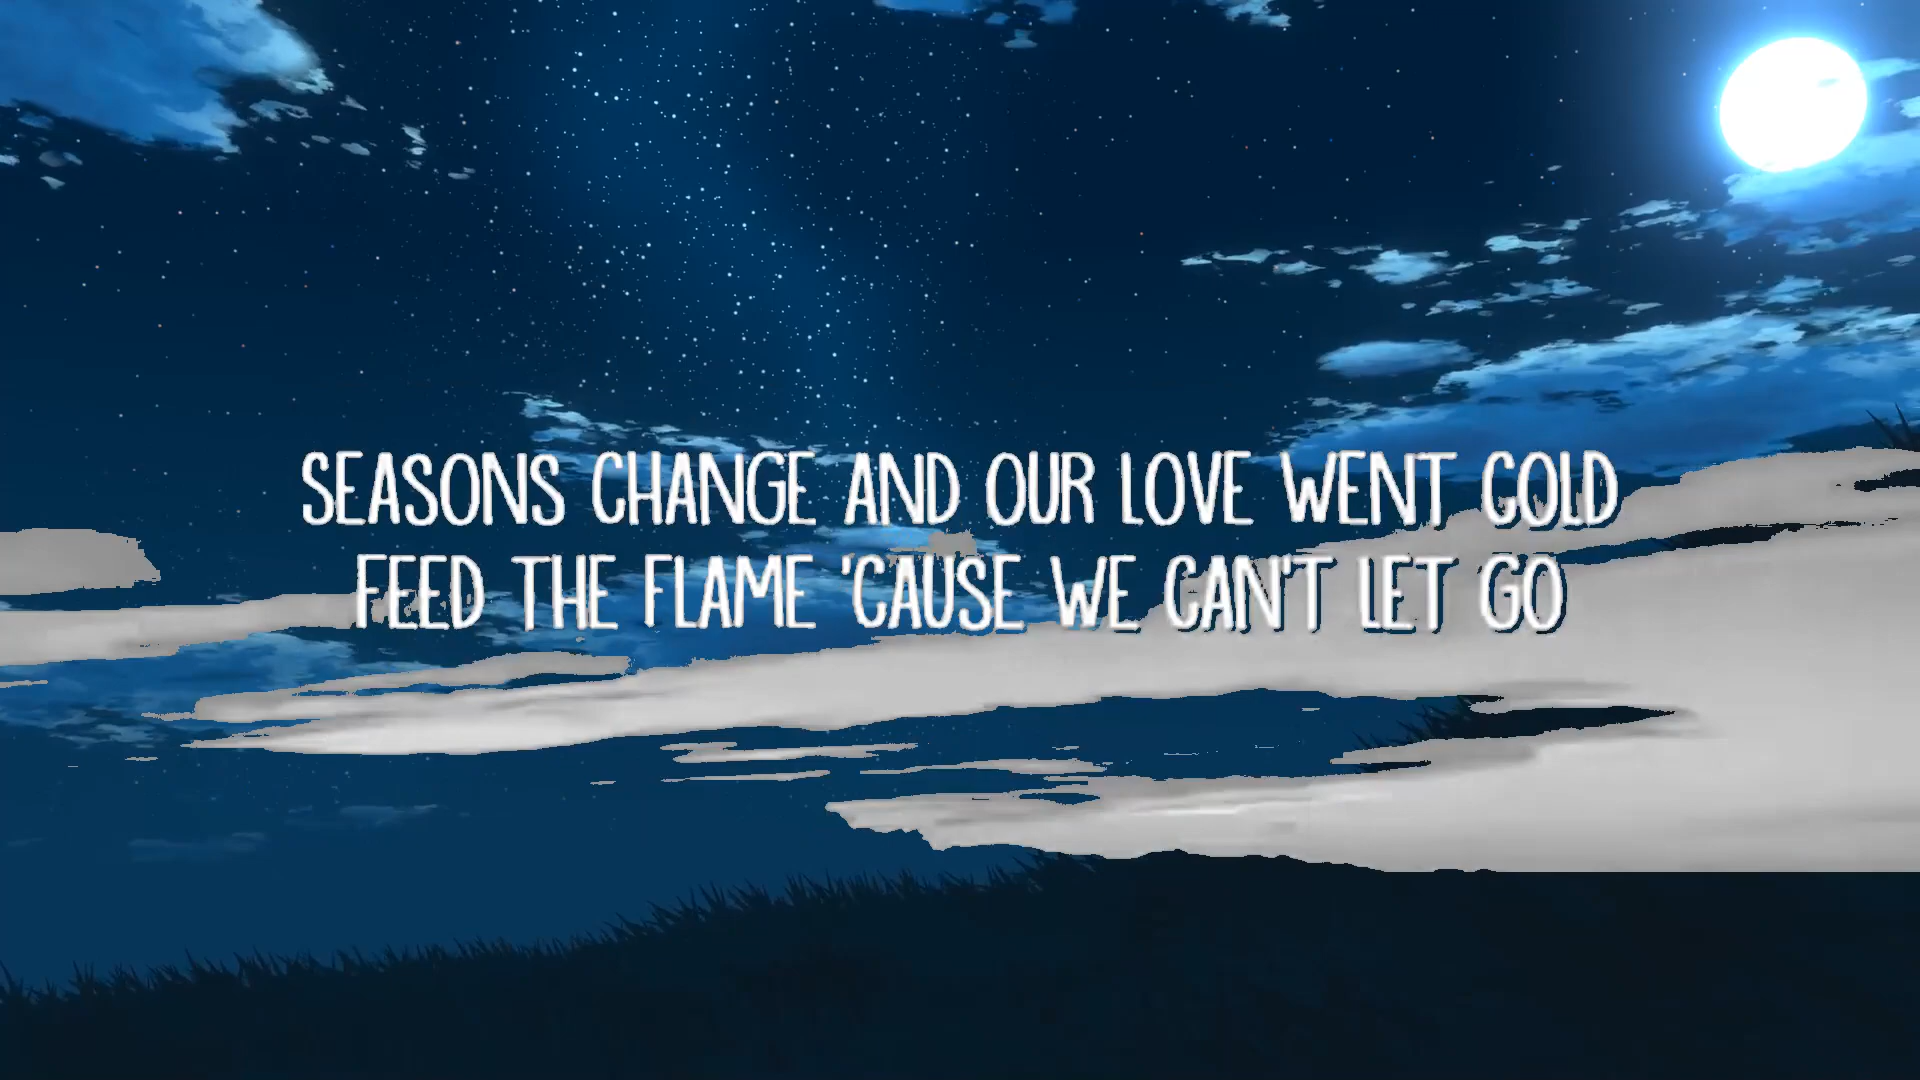 SEASONS CHANGE AND OUR LOVE WENT COLD
FEED THE FLAME 'CAUSE WE CAN'T LET GO